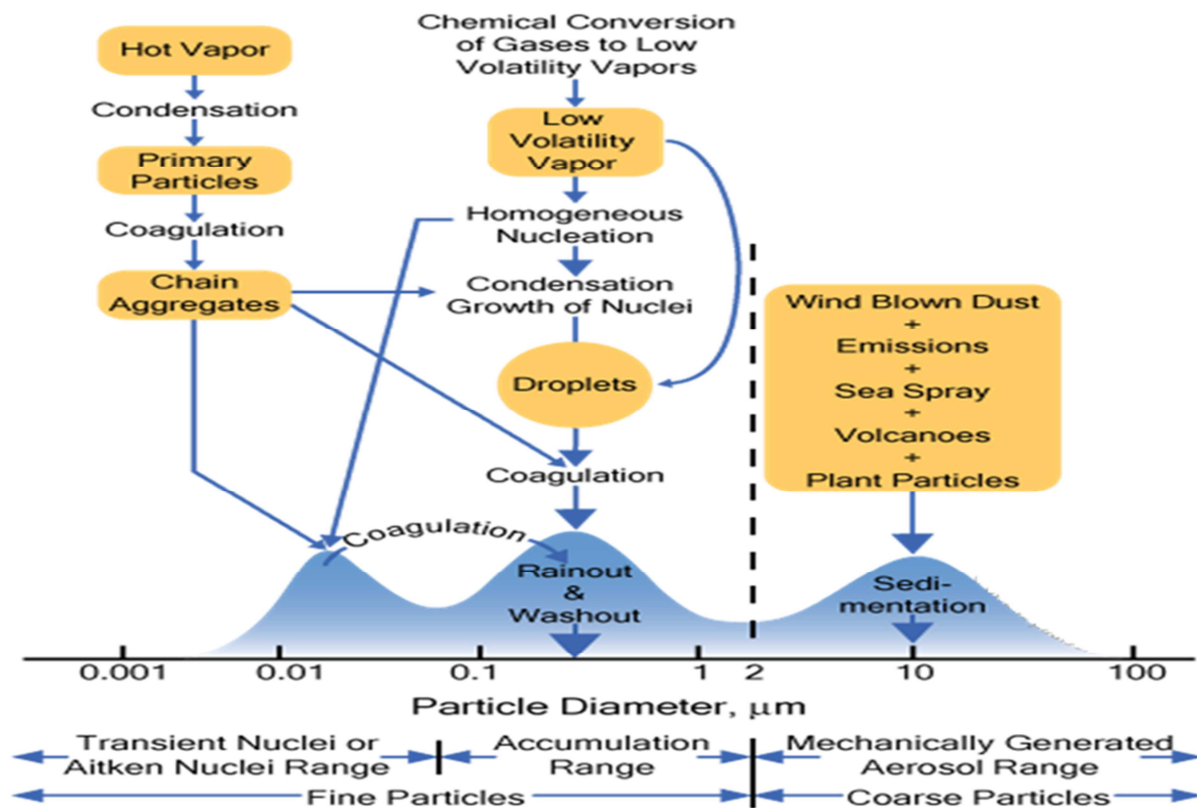 Hot Vapor
Condensation
Primary
Particles
Coagulation
Chain
Aggregates
Chemical Conversion
of Gases to Low
Volatility Vapors
Low
Volatility
Vapor
Homogeneous
Nucleation
Condensation
Growth of Nuclei
Droplets
Coagulation
Coagulation
Rainout
&
Washout
Wind Blown Dust
+
Emissions
+
Sea Spray
+
Volcanoes
+
Plant Particles
Sedi-
mentation
0.001 0.01 0.1 1 2 10 100
Particle Diameter, μm
Transient Nuclei or
Aitken Nuclei Range
Accumulation
Range
Mechanically Generated
Aerosol Range
Fine Particles
Coarse Particles